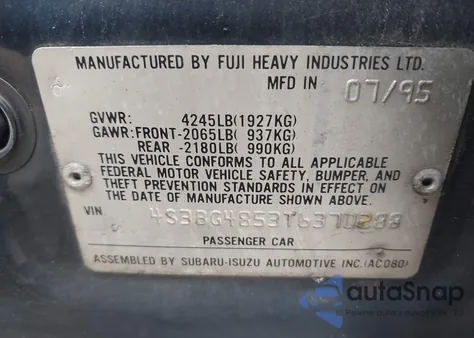 MANUFACTURED BY FUJI HEAVY INDUSTRIES LTD.
MFD IN 07/95
GVWR: 4245LB(1927KG)
GAWR:FRONT-2065LB( 937KG)
REAR -2180LB( 990KG)
THIS VEHICLE CONFORMS TO ALL APPLICABLE
FEDERAL MOTOR VEHICLE SAFETY, BUMPER, AND
THEFT PREVENTION STANDARDS IN EFFECT ON
THE DATE OF MANUFACTURE SHOWN ABOVE.
VIN
PASSENGER CAR
ASSEMBLED BY SUBARU-ISUZU AUTOMOTIVE INC.(AC080)
autoSnap